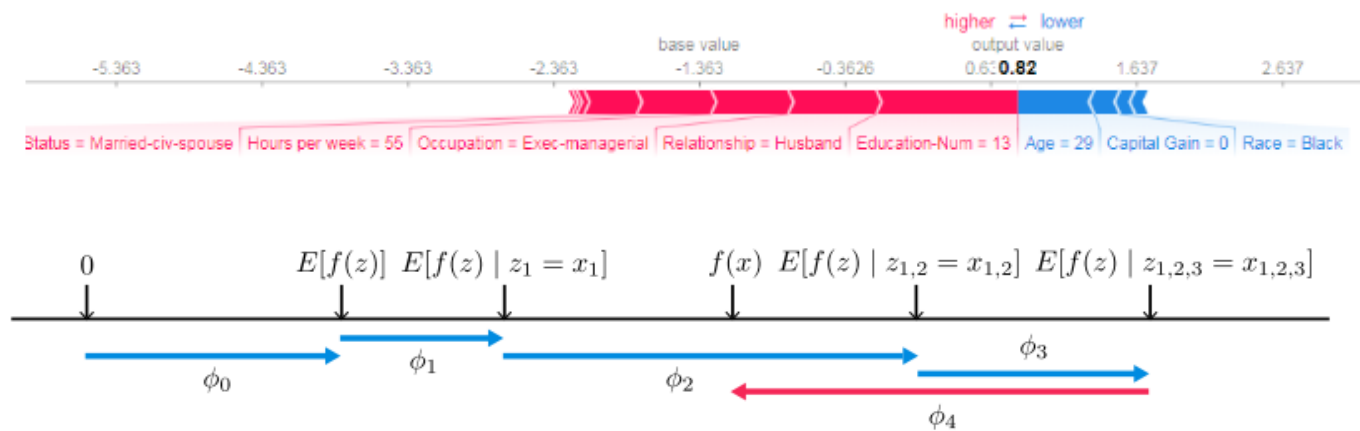 higher ⇄ lower
base value output value
-5.363 -4.363 -3.363 -2.363 -1.363 -0.3626 0.82 1.637 2.637
Status = Married-civ-spouse Hours per week = 55 Occupation = Exec-managerial Relationship = Husband Education-Num = 13 Age = 29 Capital Gain = 0 Race = Black
0 E[f(z)] E[f(z) | z₁ = x₁] f(x) E[f(z) | z₁,₂ = x₁,₂] E[f(z) | z₁,₂,₃ = x₁,₂,₃]
ϕ₀ ϕ₁ ϕ₂ ϕ₃
ϕ₄